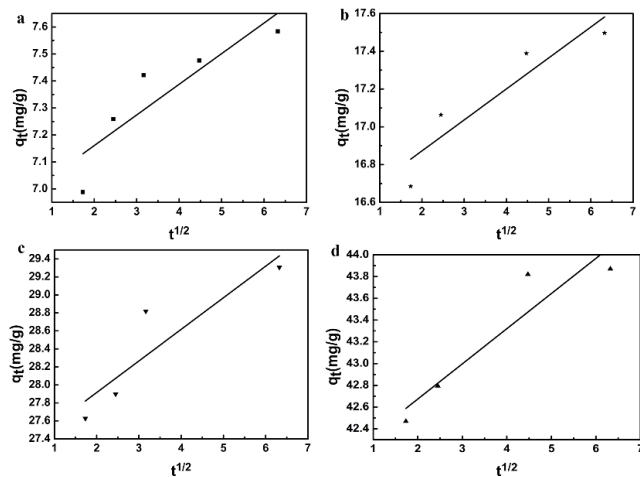 a
7.6
7.5
7.4
7.3
7.2
7.1
7.0
qt(mg/g)
1 2 3 4 5 6 7
t1/2
b
17.6
17.4
17.2
17.0
16.8
16.6
qt(mg/g)
1 2 3 4 5 6 7
t1/2
c
29.4
29.2
29.0
28.8
28.6
28.4
28.2
28.0
27.8
27.6
27.4
qt(mg/g)
1 2 3 4 5 6 7
t1/2
d
44.0
43.8
43.6
43.4
43.2
43.0
42.8
42.6
42.4
qt(mg/g)
1 2 3 4 5 6 7
t1/2